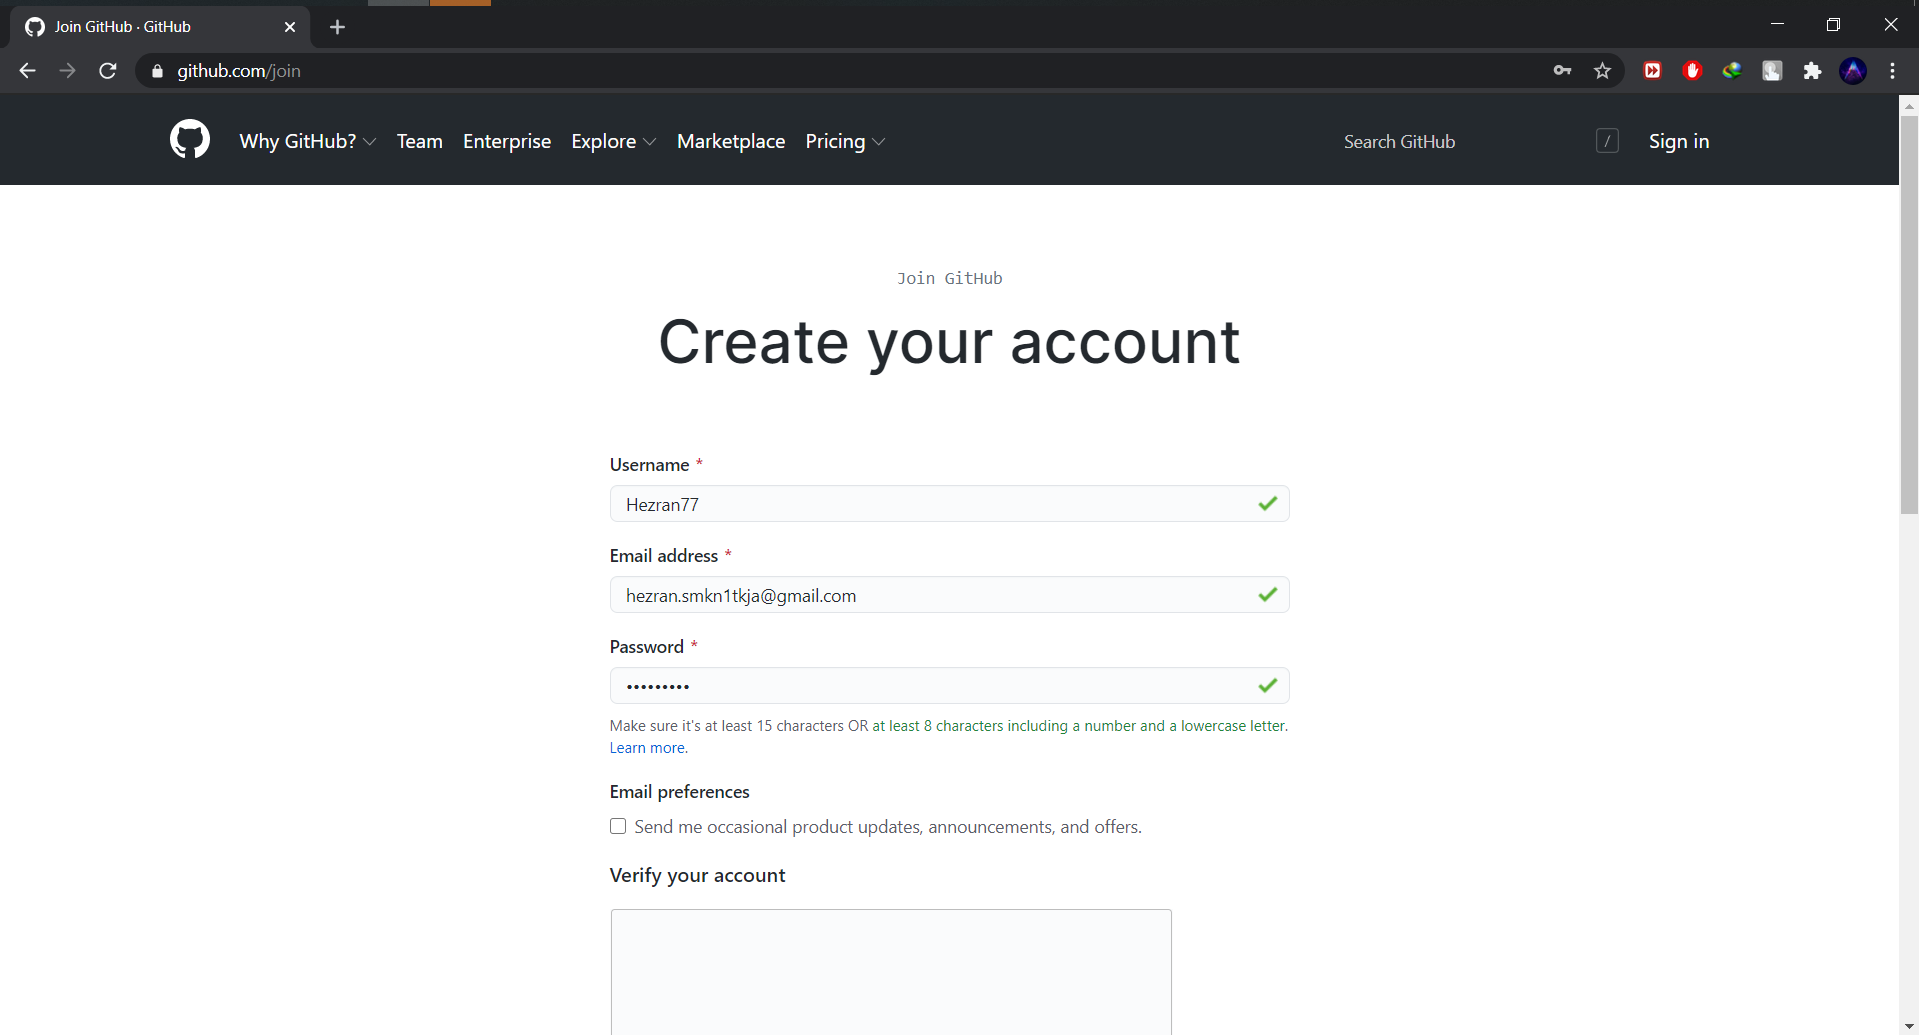 Join GitHub · GitHub
github.com/join
Why GitHub? Team Enterprise Explore Marketplace Pricing Search GitHub / Sign in
Join GitHub
Create your account
Username *
Hezran77
Email address *
hezran.smkn1tkja@gmail.com
Password *
•••••••••
Make sure it's at least 15 characters OR at least 8 characters including a number and a lowercase letter.
Learn more.
Email preferences
Send me occasional product updates, announcements, and offers.
Verify your account